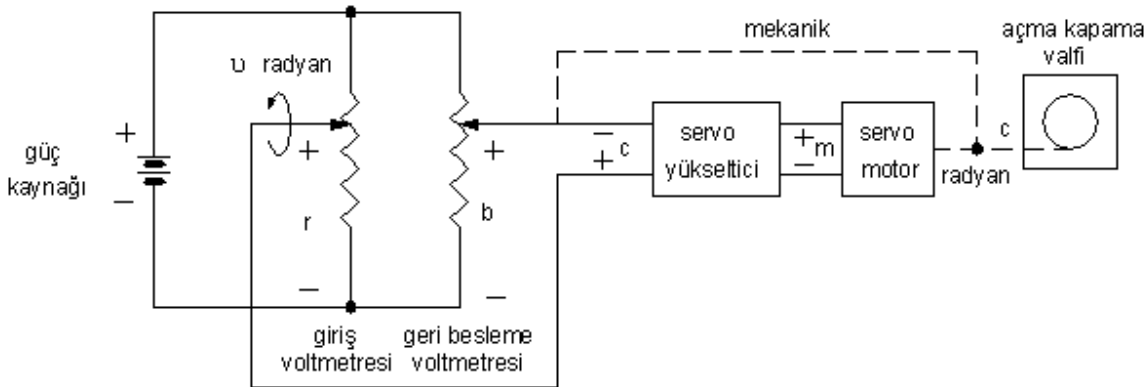 mekanik
açma kapama
valfi
υ radyan
+
güç
kaynağı
−
+
r
−
+
b
−
− c
+
servo
yükseltici
+ m
−
servo
motor
c
radyan
giriş
voltmetresi
geri besleme
voltmetresi